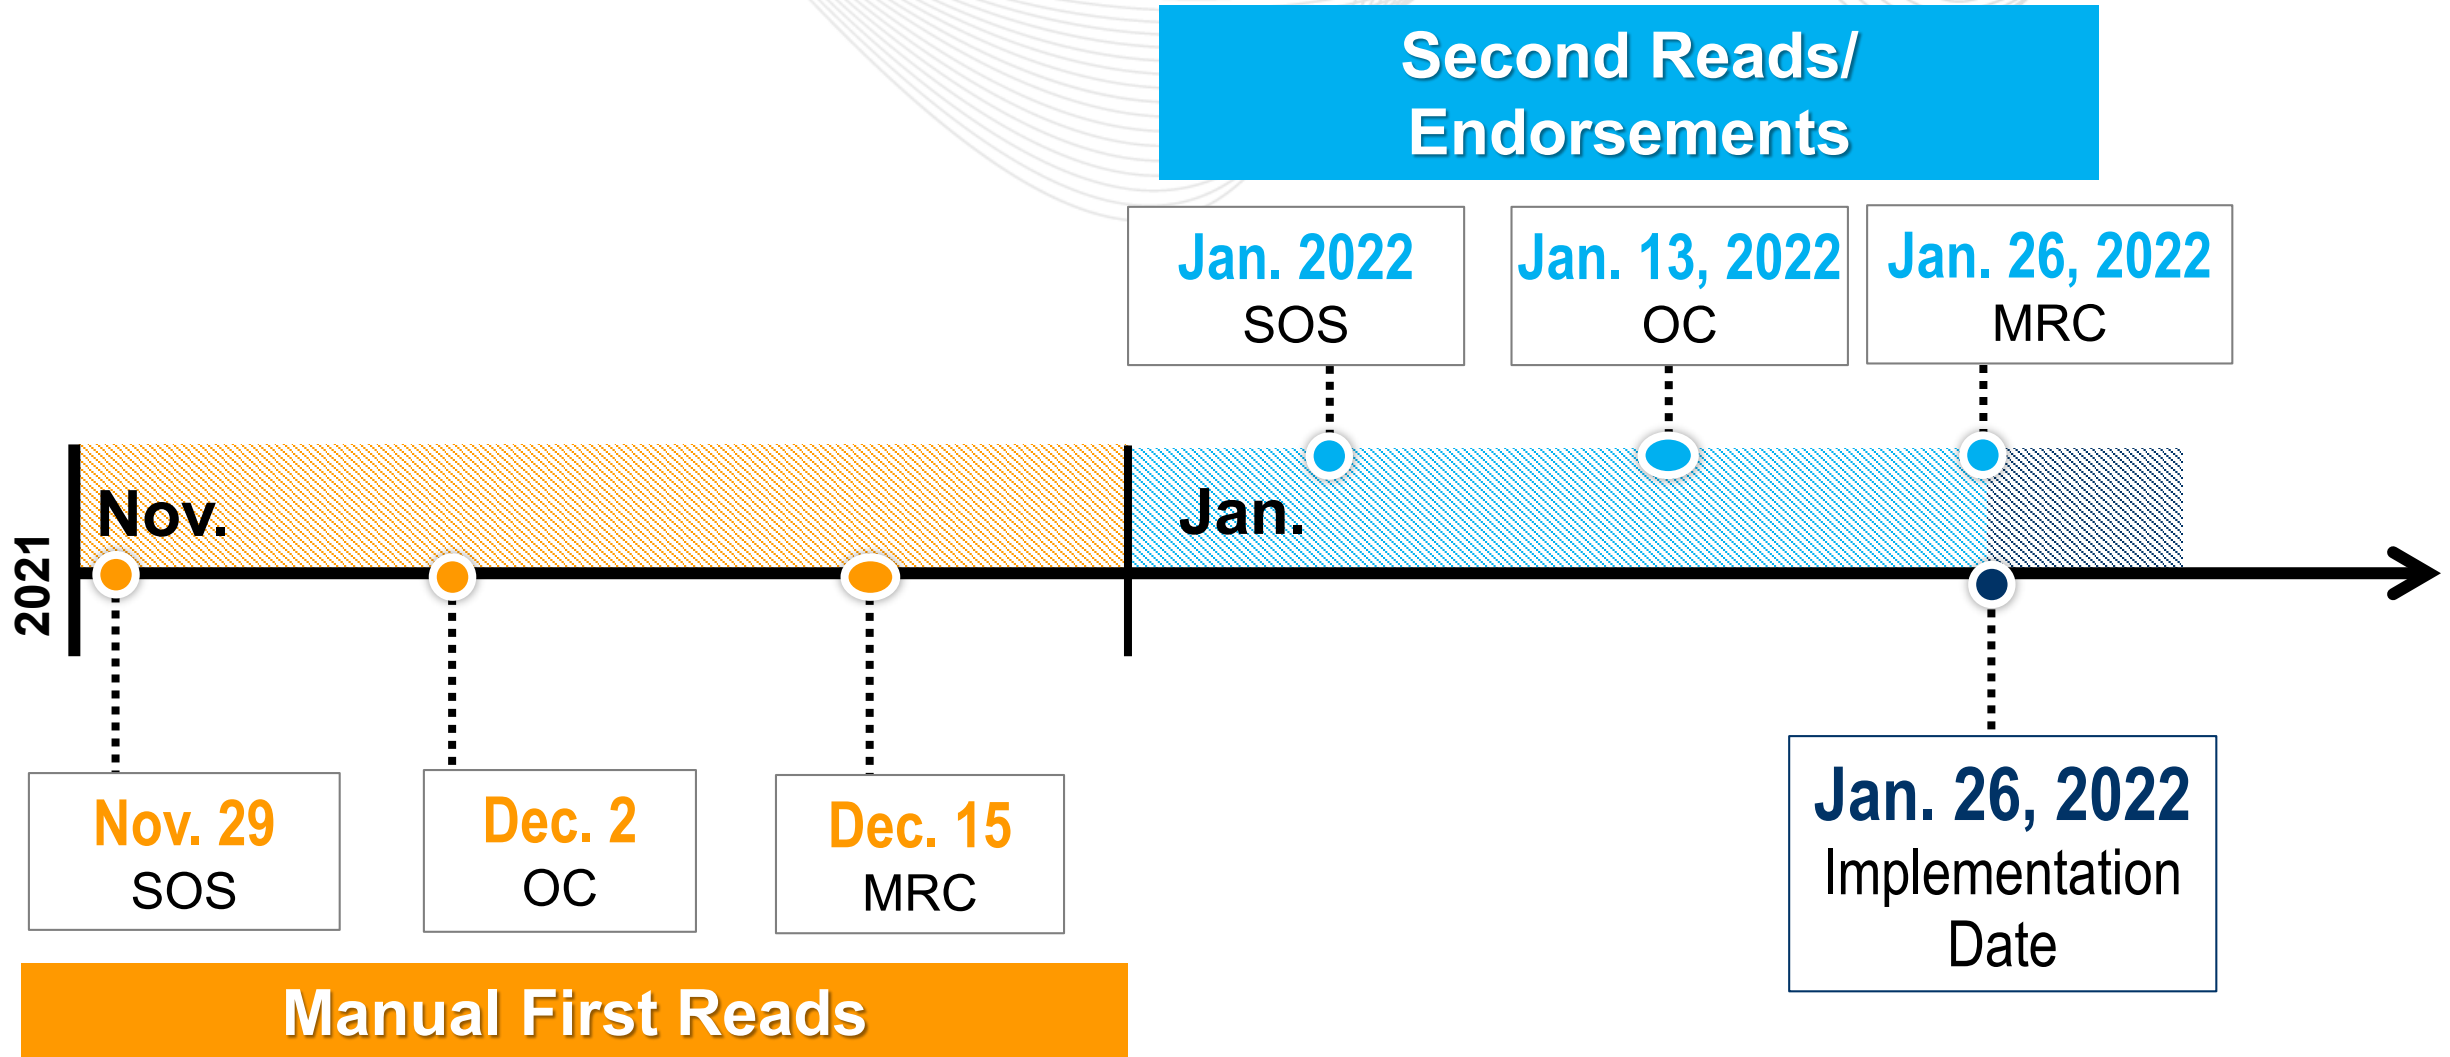 Second Reads/
Endorsements
Jan. 2022
SOS
Jan. 13, 2022
OC
Jan. 26, 2022
MRC
2021
Nov.
Jan.
Nov. 29
SOS
Dec. 2
OC
Dec. 15
MRC
Jan. 26, 2022
Implementation
Date
Manual First Reads